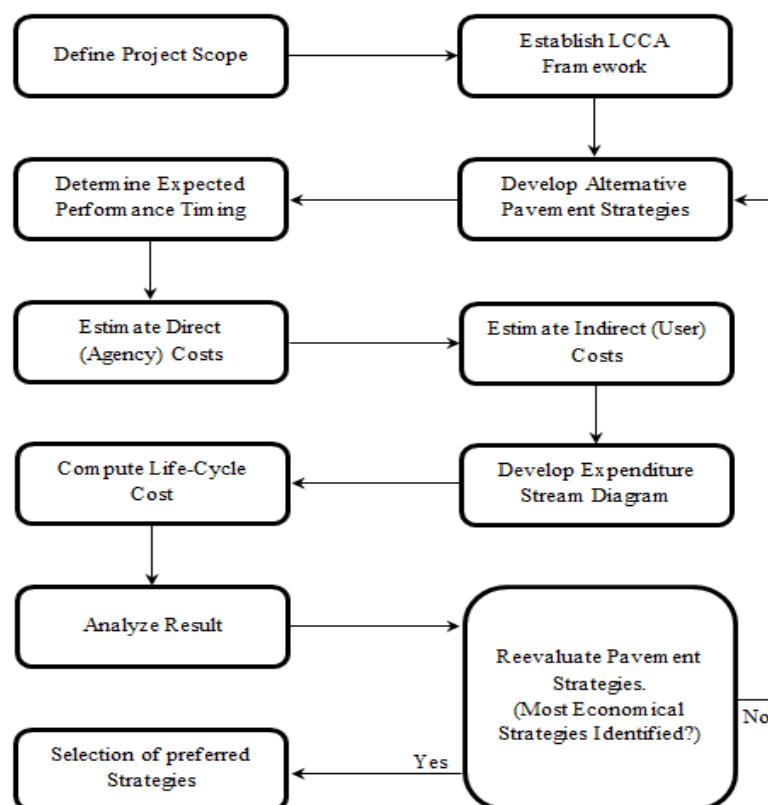 Define Project Scope
Establish LCCA
Framework
Determine Expected
Performance Timing
Develop Alternative
Pavement Strategies
Estimate Direct
(Agency) Costs
Estimate Indirect (User)
Costs
Compute Life-Cycle
Cost
Develop Expenditure
Stream Diagram
Analyze Result
Reevaluate Pavement
Strategies.
(Most Economical
Strategies Identified?)
No
Yes
Selection of preferred
Strategies